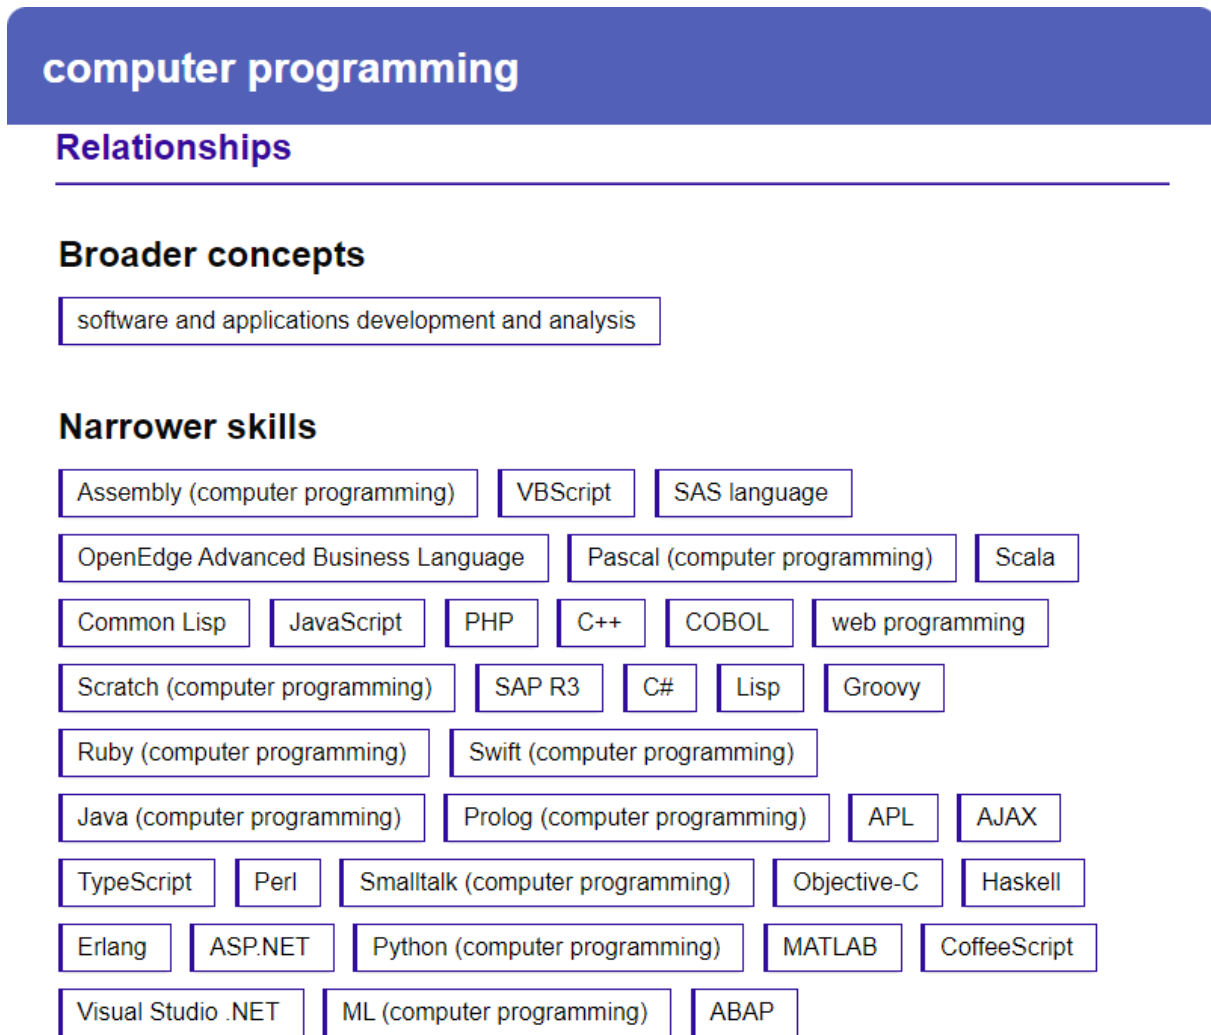 computer programming
Relationships
Broader concepts
software and applications development and analysis
Narrower skills
Assembly (computer programming) VBScript SAS language
OpenEdge Advanced Business Language Pascal (computer programming) Scala
Common Lisp JavaScript PHP C++ COBOL web programming
Scratch (computer programming) SAP R3 C# Lisp Groovy
Ruby (computer programming) Swift (computer programming)
Java (computer programming) Prolog (computer programming) APL AJAX
TypeScript Perl Smalltalk (computer programming) Objective-C Haskell
Erlang ASP.NET Python (computer programming) MATLAB CoffeeScript
Visual Studio .NET ML (computer programming) ABAP